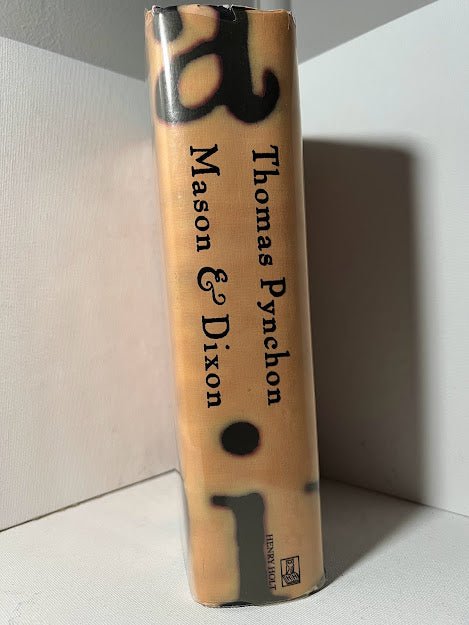 a
Thomas Pynchon
Mason & Dixon
i
HENRY HOLT